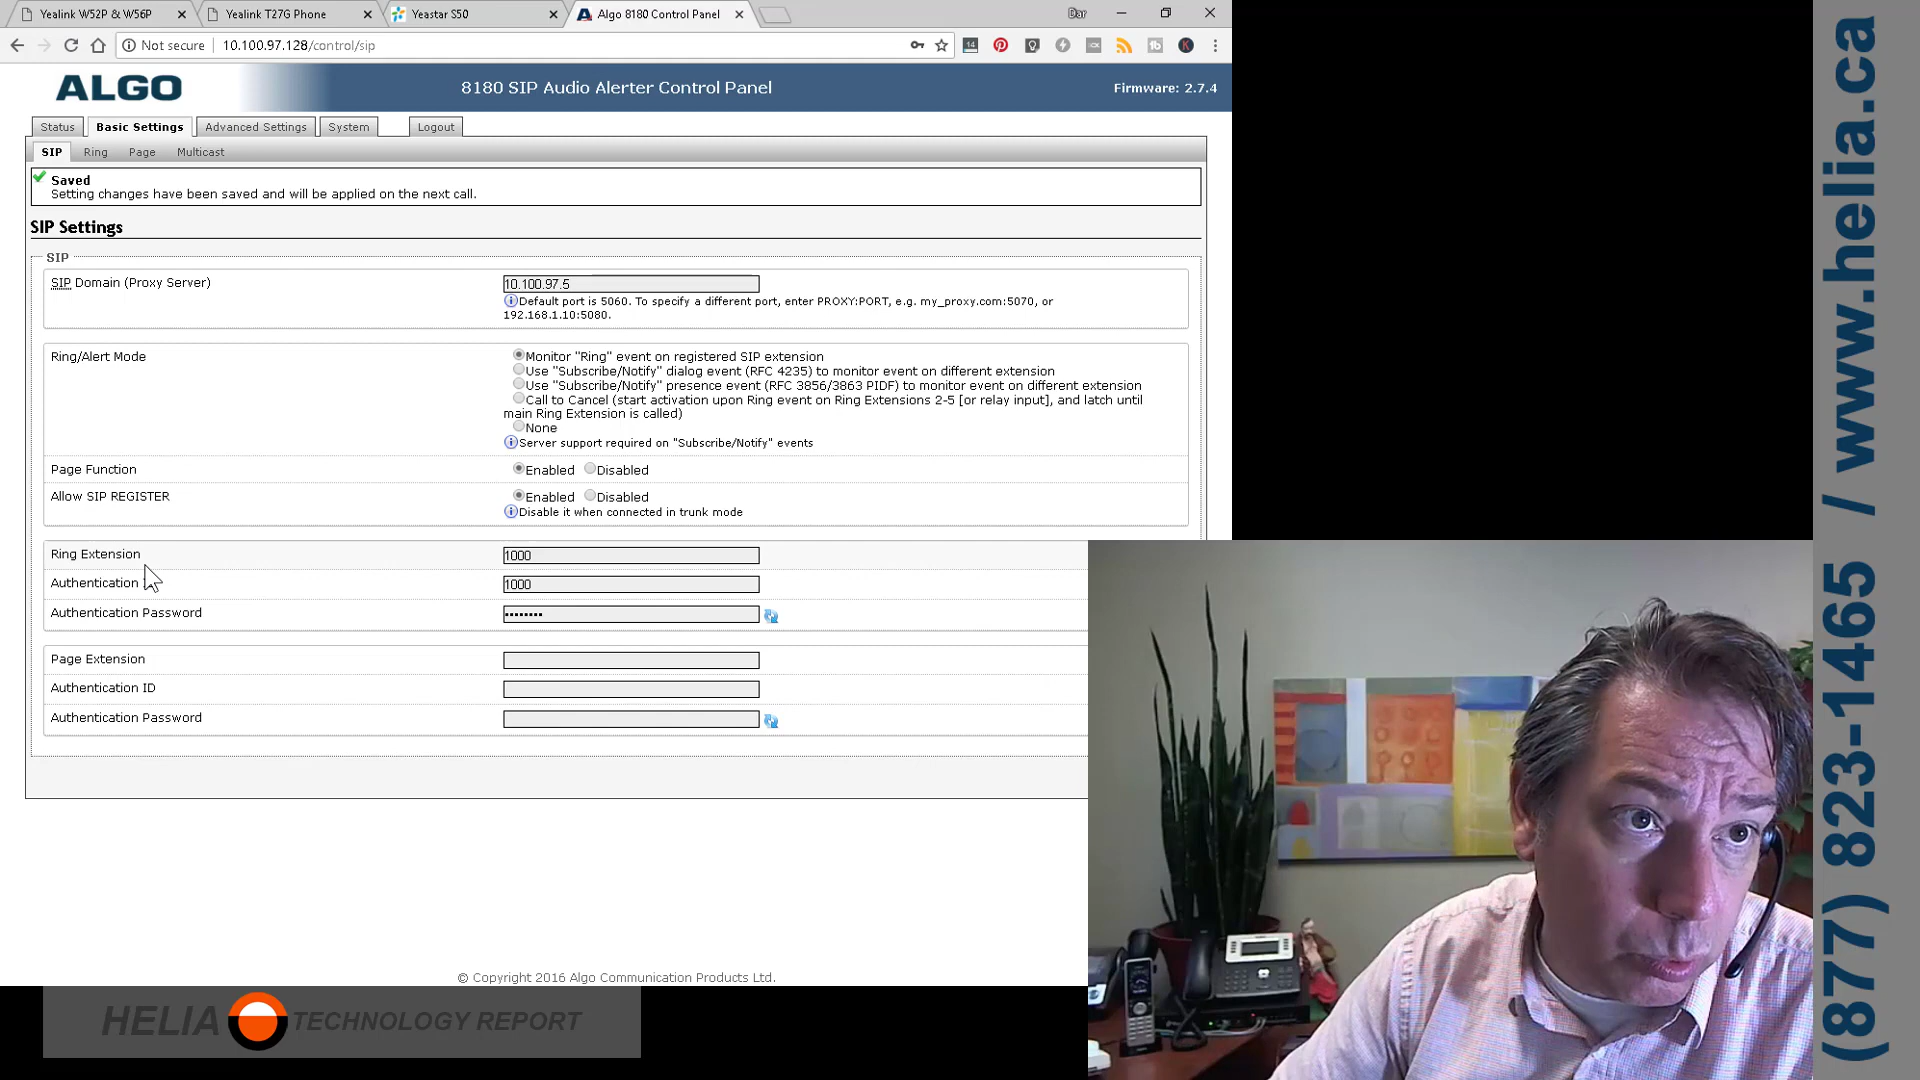 Yealink W52P & W56P
Yealink T27G Phone
Yeastar S50
Algo 8180 Control Panel
Dar
Not secure
10.100.97.128/control/sip
14
K
ALGO
8180 SIP Audio Alerter Control Panel
Firmware: 2.7.4
Status
Basic Settings
Advanced Settings
System
Logout
SIP
Ring
Page
Multicast
Saved
Setting changes have been saved and will be applied on the next call.
SIP Settings
SIP
SIP Domain (Proxy Server)
10.100.97.5
Default port is 5060. To specify a different port, enter PROXY:PORT, e.g. my_proxy.com:5070, or
192.168.1.10:5080.
Ring/Alert Mode
Monitor "Ring" event on registered SIP extension
Use "Subscribe/Notify" dialog event (RFC 4235) to monitor event on different extension
Use "Subscribe/Notify" presence event (RFC 3856/3863 PIDF) to monitor event on different extension
Call to Cancel (start activation upon Ring event on Ring Extensions 2-5 [or relay input], and latch until
main Ring Extension is called)
None
Server support required on "Subscribe/Notify" events
Page Function
Enabled
Disabled
Allow SIP REGISTER
Enabled
Disabled
Disable it when connected in trunk mode
Ring Extension
1000
Authentication
1000
Authentication Password
••••••••
Page Extension
Authentication ID
Authentication Password
© Copyright 2016 Algo Communication Products Ltd.
HELIA TECHNOLOGY REPORT
(877) 823-1465 / www.helia.ca